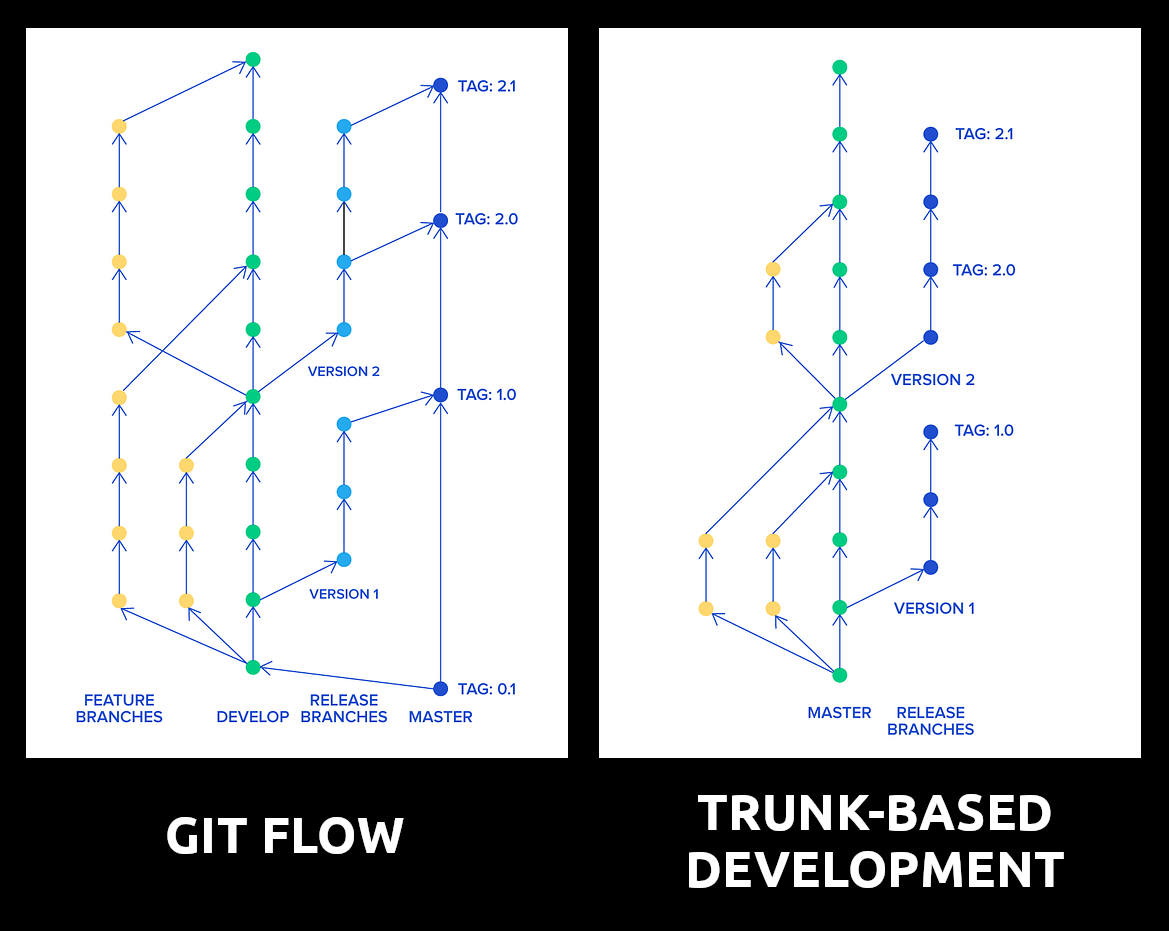 TAG: 2.1
TAG: 2.0
VERSION 2
TAG: 1.0
VERSION 1
TAG: 0.1
FEATURE
BRANCHES
DEVELOP
RELEASE
BRANCHES
MASTER
GIT FLOW
TAG: 2.1
TAG: 2.0
VERSION 2
TAG: 1.0
VERSION 1
MASTER
RELEASE
BRANCHES
TRUNK-BASED
DEVELOPMENT